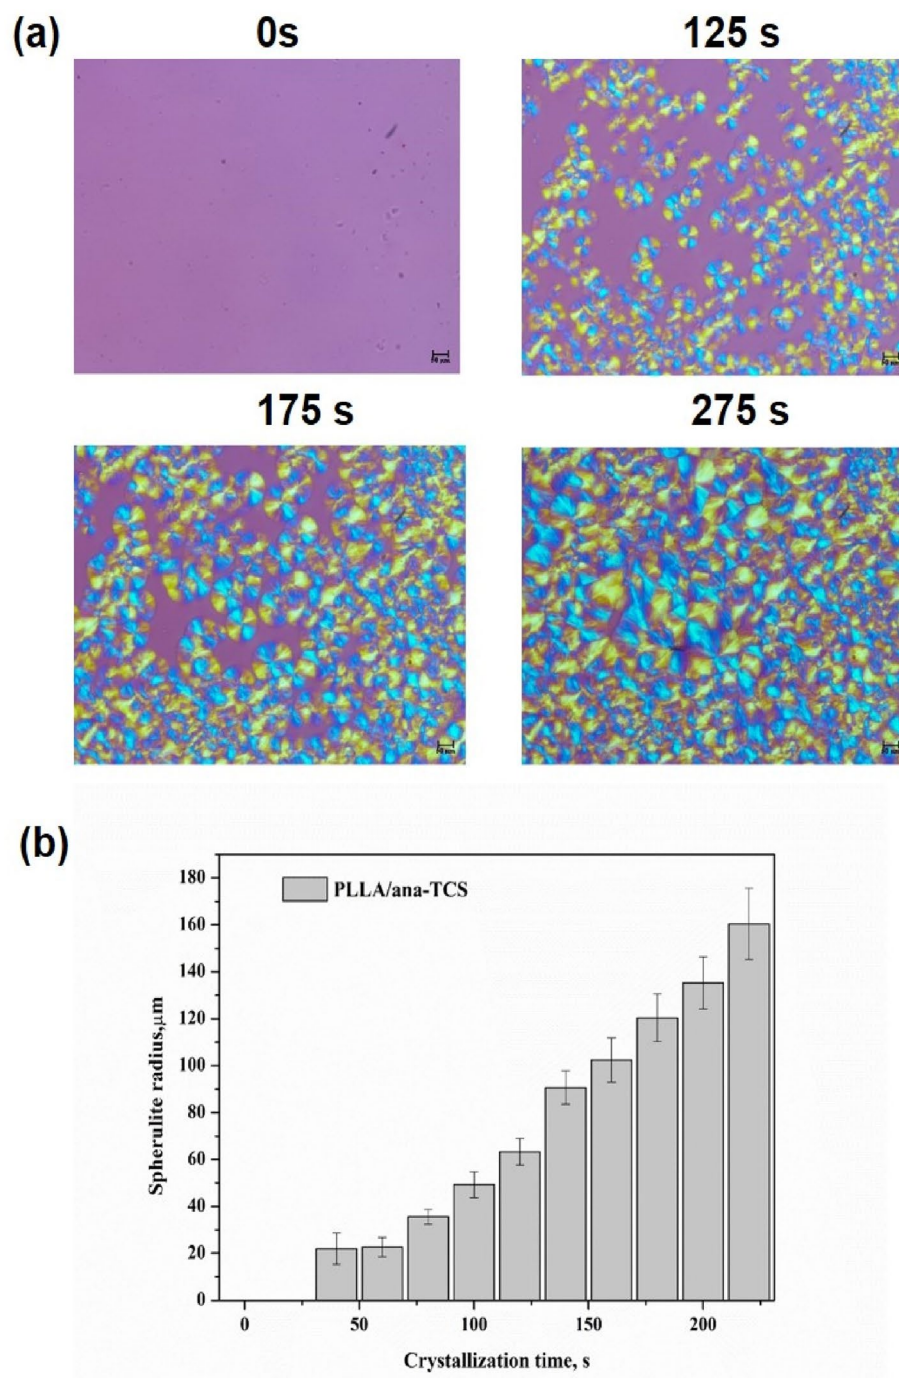 (a)
0s
125 s
175 s
275 s
(b)
180
160
140
120
100
80
60
40
20
0
Spherulite radius,μm
PLLA/ana-TCS
0
50
100
150
200
Crystallization time, s